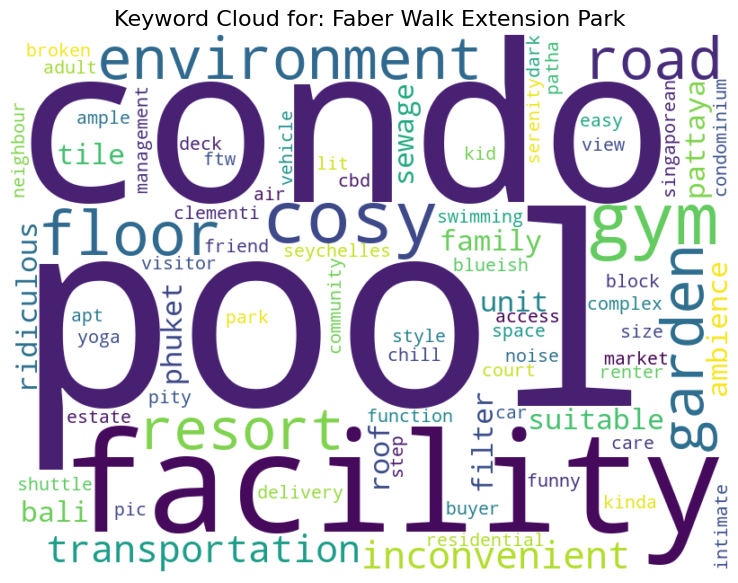 Keyword Cloud for: Faber Walk Extension Park
broken
adult
environment
road
dark
patha
serenity
neighbour
ample
management
deck
ftw
vehicle
lit
cbd
sewage
kid
easy
view
singaporean
pattaya
condominium
condo
tile
air
clementi
cosy
swimming
gym
ridiculous
floor
friend
seychelles
family
visitor
blueish
community
block
phuket
unit
complex
apt
yoga
park
access
style
space
size
chill
noise
market
court
renter
garden
ambience
pool
pity
estate
resort
function
car
suitable
roof
step
filter
care
shuttle
delivery
funny
bali
pic
buyer
kinda
intimate
facility
residential
transportation
inconvenient